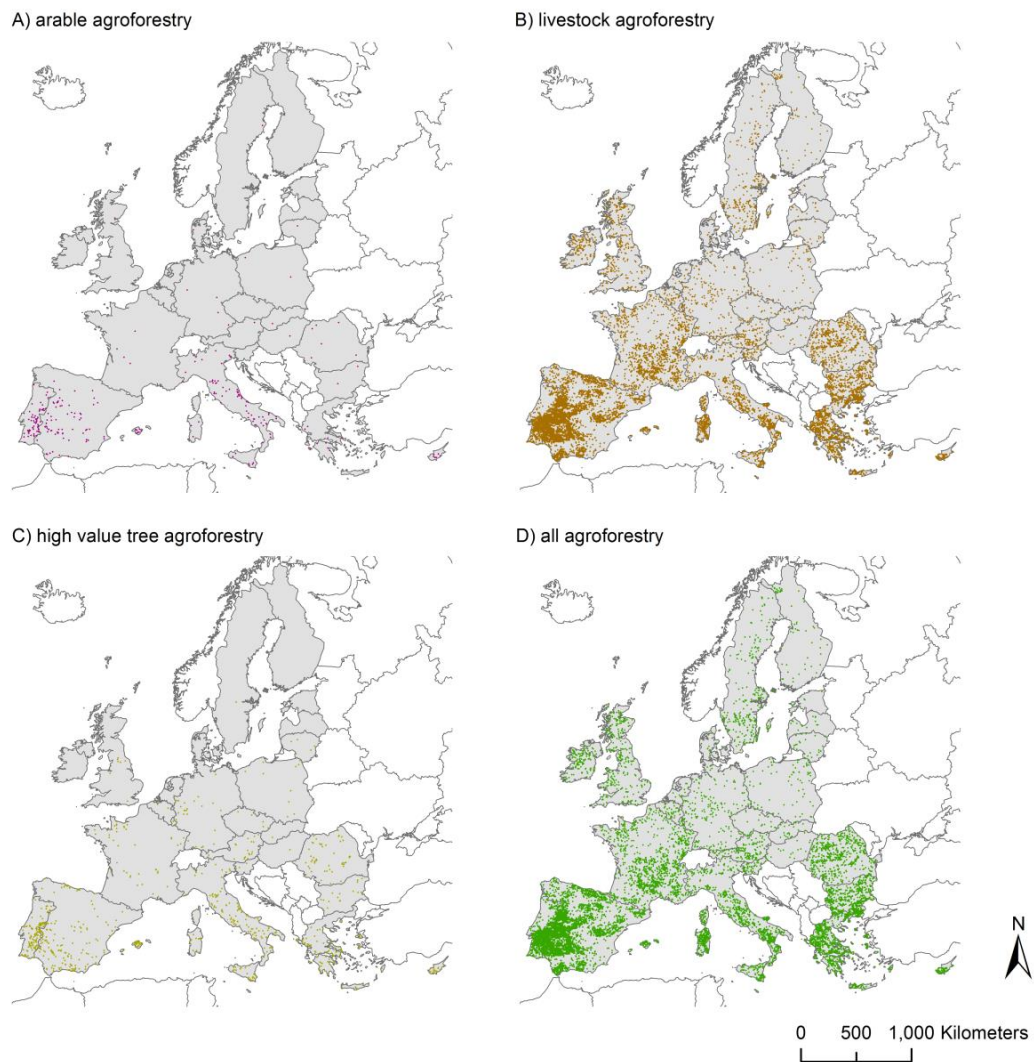 A) arable agroforestry
B) livestock agroforestry
C) high value tree agroforestry
D) all agroforestry
N
0 500 1,000 Kilometers